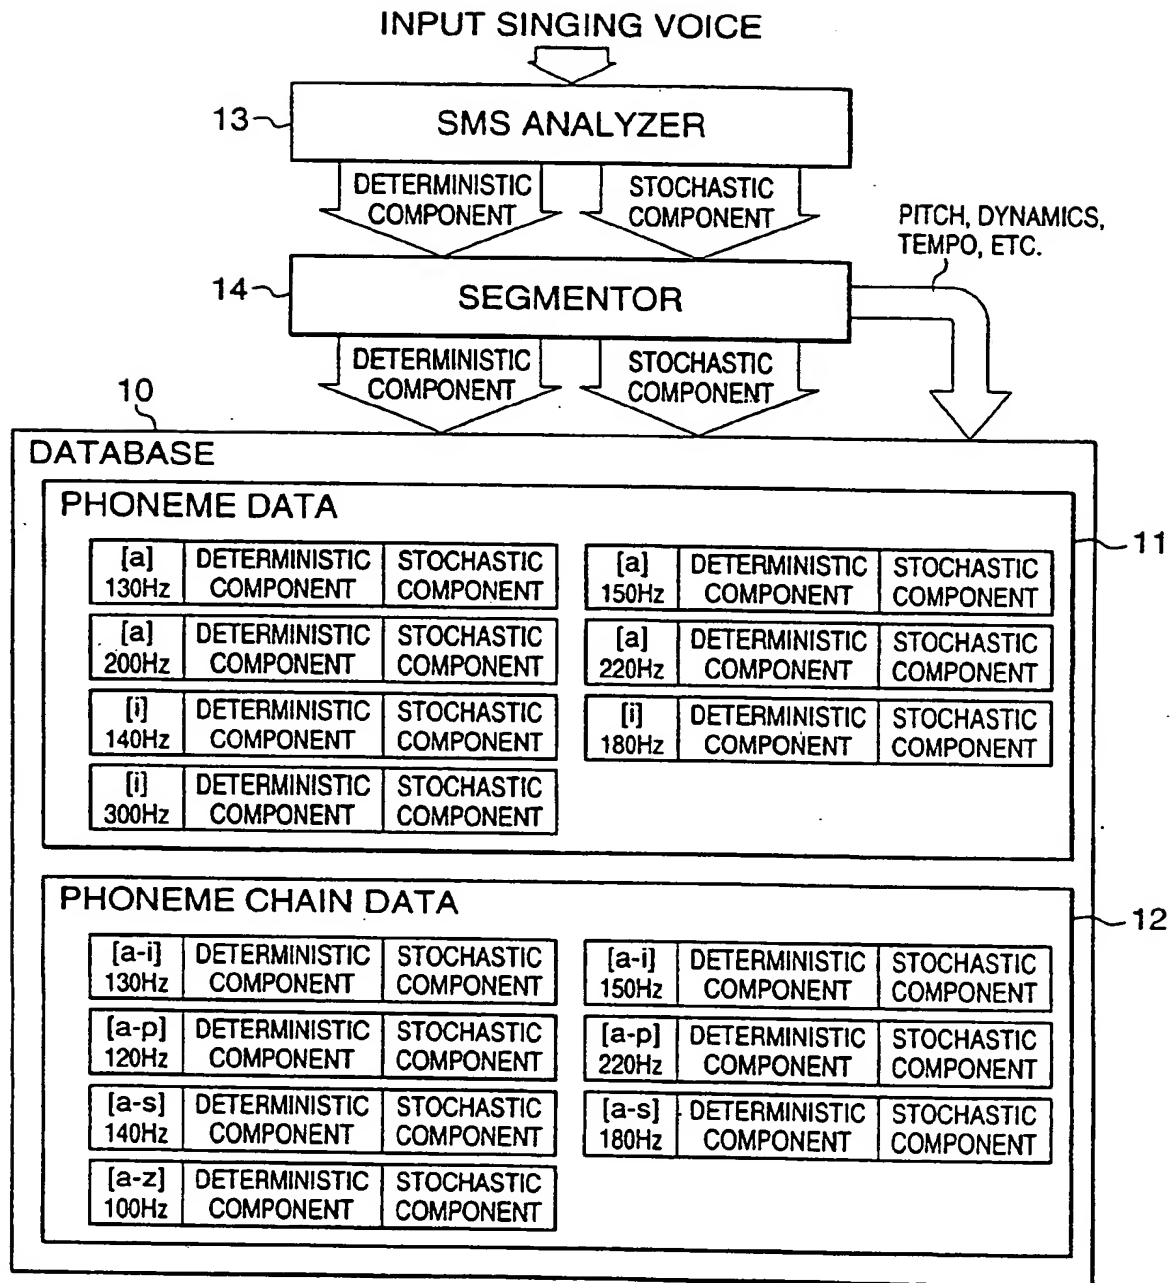 INPUT SINGING VOICE
13
SMS ANALYZER
DETERMINISTIC
COMPONENT
STOCHASTIC
COMPONENT
PITCH, DYNAMICS,
TEMPO, ETC.
14
SEGMENTOR
DETERMINISTIC
COMPONENT
STOCHASTIC
COMPONENT
10
DATABASE
PHONEME DATA
11
[a] DETERMINISTIC STOCHASTIC
130Hz COMPONENT COMPONENT
[a] DETERMINISTIC STOCHASTIC
150Hz COMPONENT COMPONENT
[a] DETERMINISTIC STOCHASTIC
200Hz COMPONENT COMPONENT
[a] DETERMINISTIC STOCHASTIC
220Hz COMPONENT COMPONENT
[i] DETERMINISTIC STOCHASTIC
140Hz COMPONENT COMPONENT
[i] DETERMINISTIC STOCHASTIC
180Hz COMPONENT COMPONENT
[i] DETERMINISTIC STOCHASTIC
300Hz COMPONENT COMPONENT
PHONEME CHAIN DATA
12
[a-i] DETERMINISTIC STOCHASTIC
130Hz COMPONENT COMPONENT
[a-i] DETERMINISTIC STOCHASTIC
150Hz COMPONENT COMPONENT
[a-p] DETERMINISTIC STOCHASTIC
120Hz COMPONENT COMPONENT
[a-p] DETERMINISTIC STOCHASTIC
220Hz COMPONENT COMPONENT
[a-s] DETERMINISTIC STOCHASTIC
140Hz COMPONENT COMPONENT
[a-s] DETERMINISTIC STOCHASTIC
180Hz COMPONENT COMPONENT
[a-z] DETERMINISTIC STOCHASTIC
100Hz COMPONENT COMPONENT